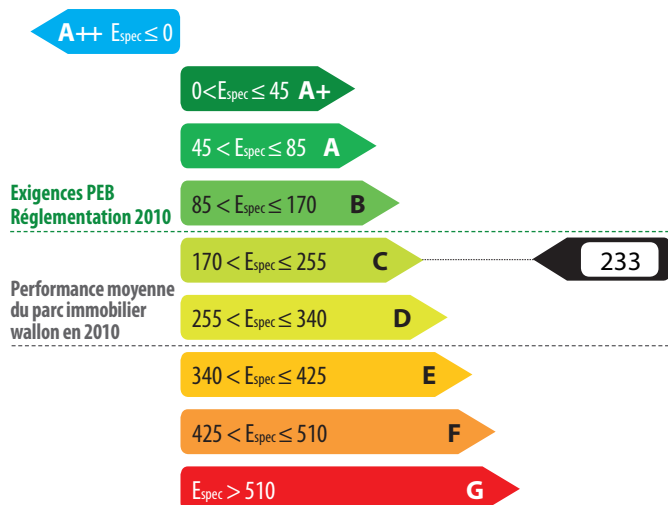 A++ Espec ≤ 0
0 < Espec ≤ 45 A+
45 < Espec ≤ 85 A
Exigences PEB
Réglementation 2010
85 < Espec ≤ 170 B
170 < Espec ≤ 255 C
233
Performance moyenne
du parc immobilier
wallon en 2010
255 < Espec ≤ 340 D
340 < Espec ≤ 425 E
425 < Espec ≤ 510 F
Espec > 510 G